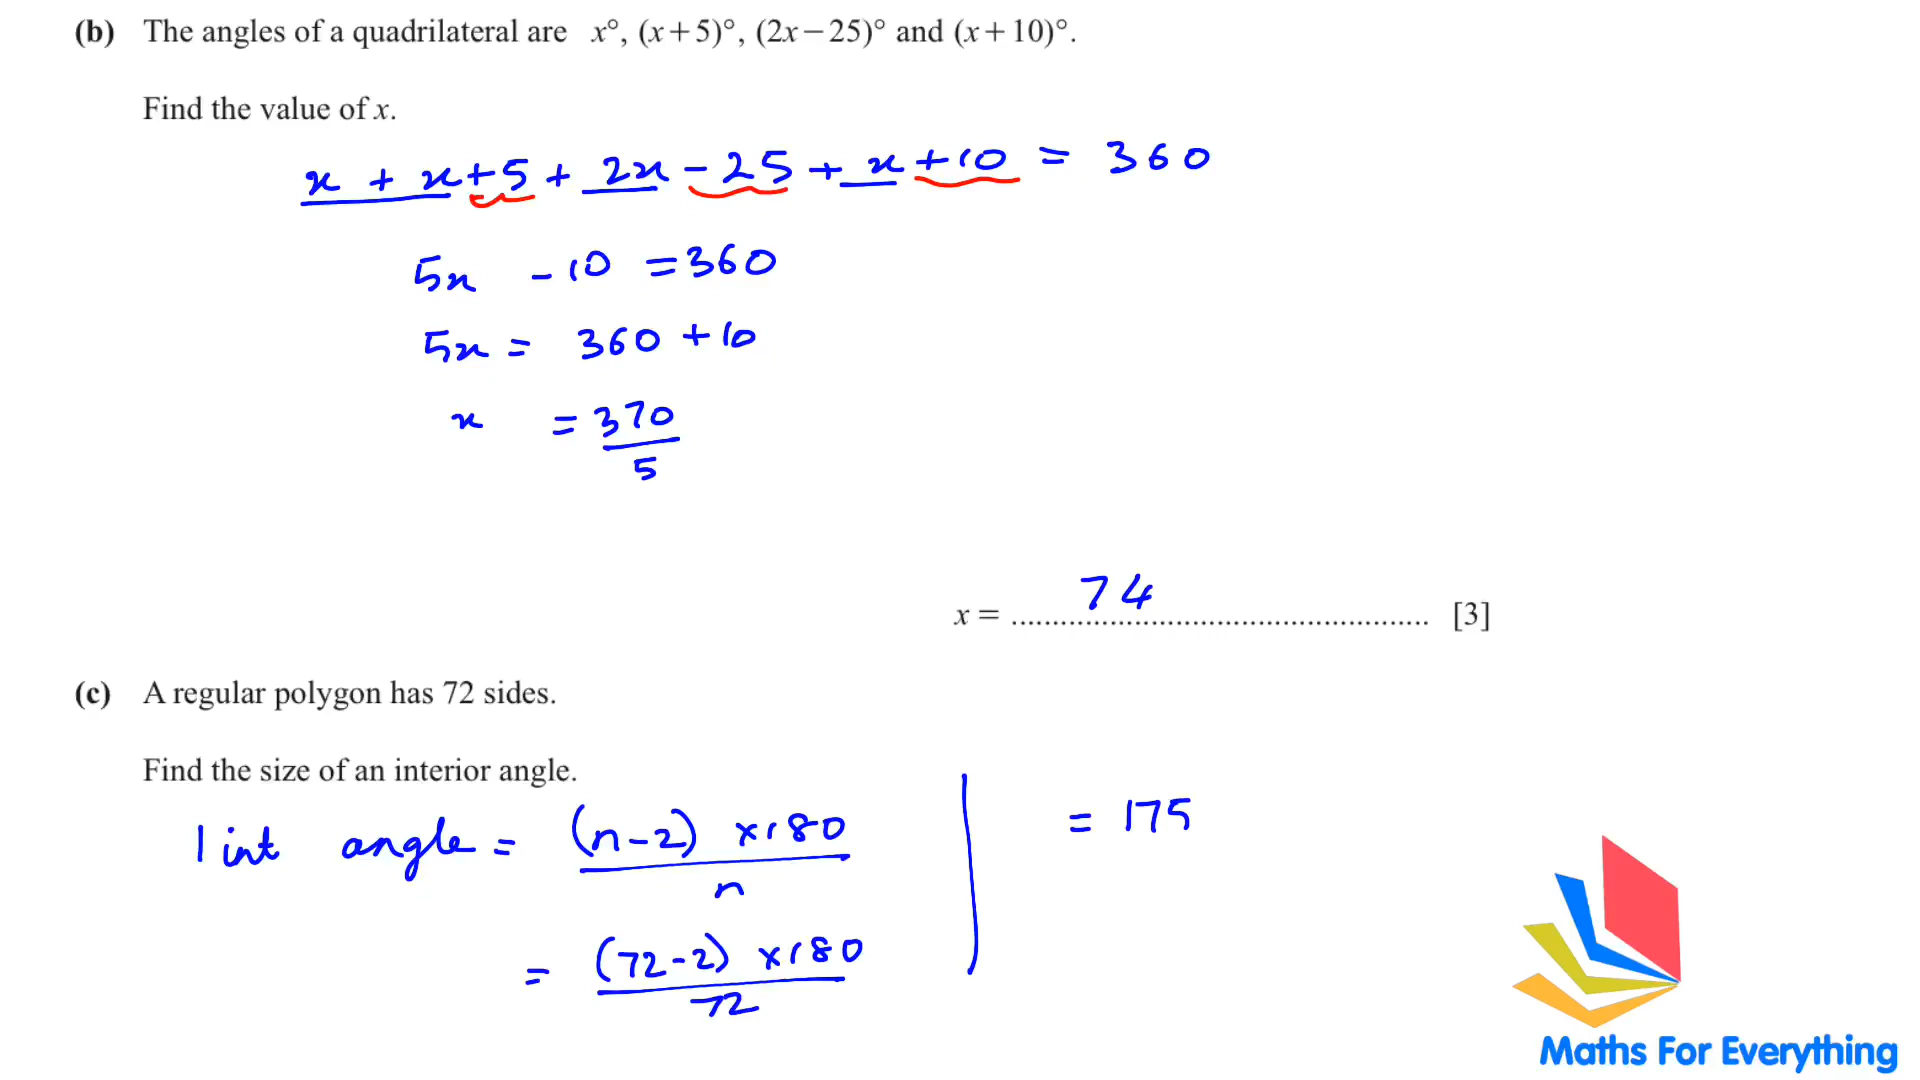 (b) The angles of a quadrilateral are x°, (x+5)°, (2x−25)° and (x+10)°.
Find the value of x.
x + x + 5 + 2x − 25 + x + 10 = 360
5x − 10 = 360
5x = 360 + 10
x = 370/5
74
x = ................................................... [3]
(c) A regular polygon has 72 sides.
Find the size of an interior angle.
1 int angle = (n−2) ×180 / n
= (72−2) ×180 / 72
= 175
Maths For Everything